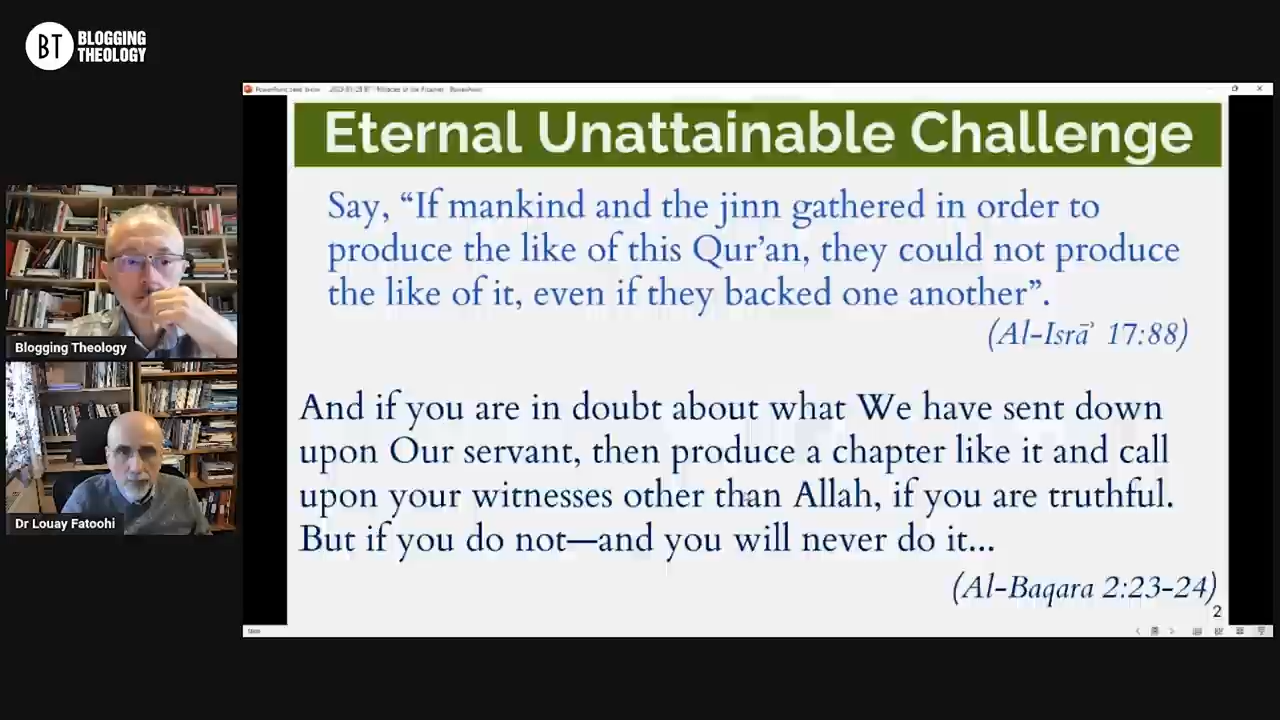 BT BLOGGING
THEOLOGY
Eternal Unattainable Challenge
Say, “If mankind and the jinn gathered in order to
produce the like of this Qur’an, they could not produce
the like of it, even if they backed one another”.
(Al-Isrāʾ 17:88)
And if you are in doubt about what We have sent down
upon Our servant, then produce a chapter like it and call
upon your witnesses other than Allah, if you are truthful.
But if you do not—and you will never do it...
(Al-Baqara 2:23-24)
2
Blogging Theology
Dr Louay Fatoohi